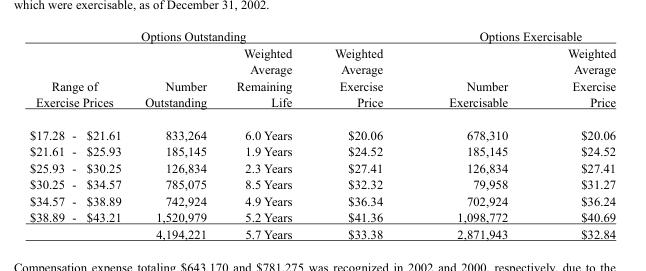 which were exercisable, as of December 31, 2002.
Options Outstanding Options Exercisable
Weighted Weighted Weighted
Average Average Average
Range of Number Remaining Exercise Number Exercise
Exercise Prices Outstanding Life Price Exercisable Price
$17.28 - $21.61 833,264 6.0 Years $20.06 678,310 $20.06
$21.61 - $25.93 185,145 1.9 Years $24.52 185,145 $24.52
$25.93 - $30.25 126,834 2.3 Years $27.41 126,834 $27.41
$30.25 - $34.57 785,075 8.5 Years $32.32 79,958 $31.27
$34.57 - $38.89 742,924 4.9 Years $36.34 702,924 $36.24
$38.89 - $43.21 1,520,979 5.2 Years $41.36 1,098,772 $40.69
4,194,221 5.7 Years $33.38 2,871,943 $32.84
Compensation expense totaling $643,170 and $781,275 was recognized in 2002 and 2000, respectively, due to the